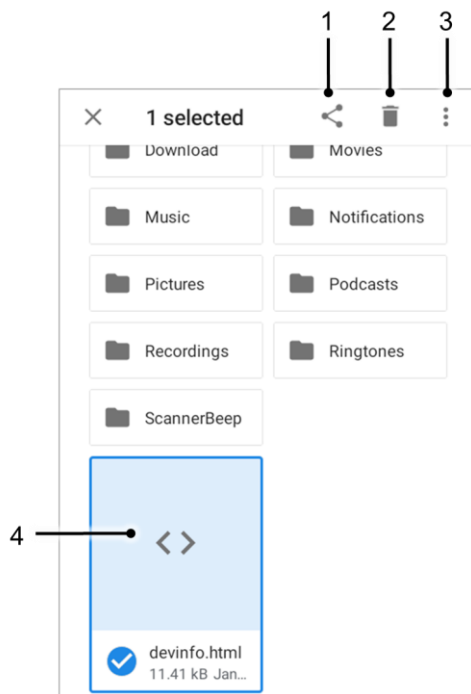 1 2 3
1 selected
Download Movies
Music Notifications
Pictures Podcasts
Recordings Ringtones
ScannerBeep
4
devinfo.html
11.41 kB Jan...